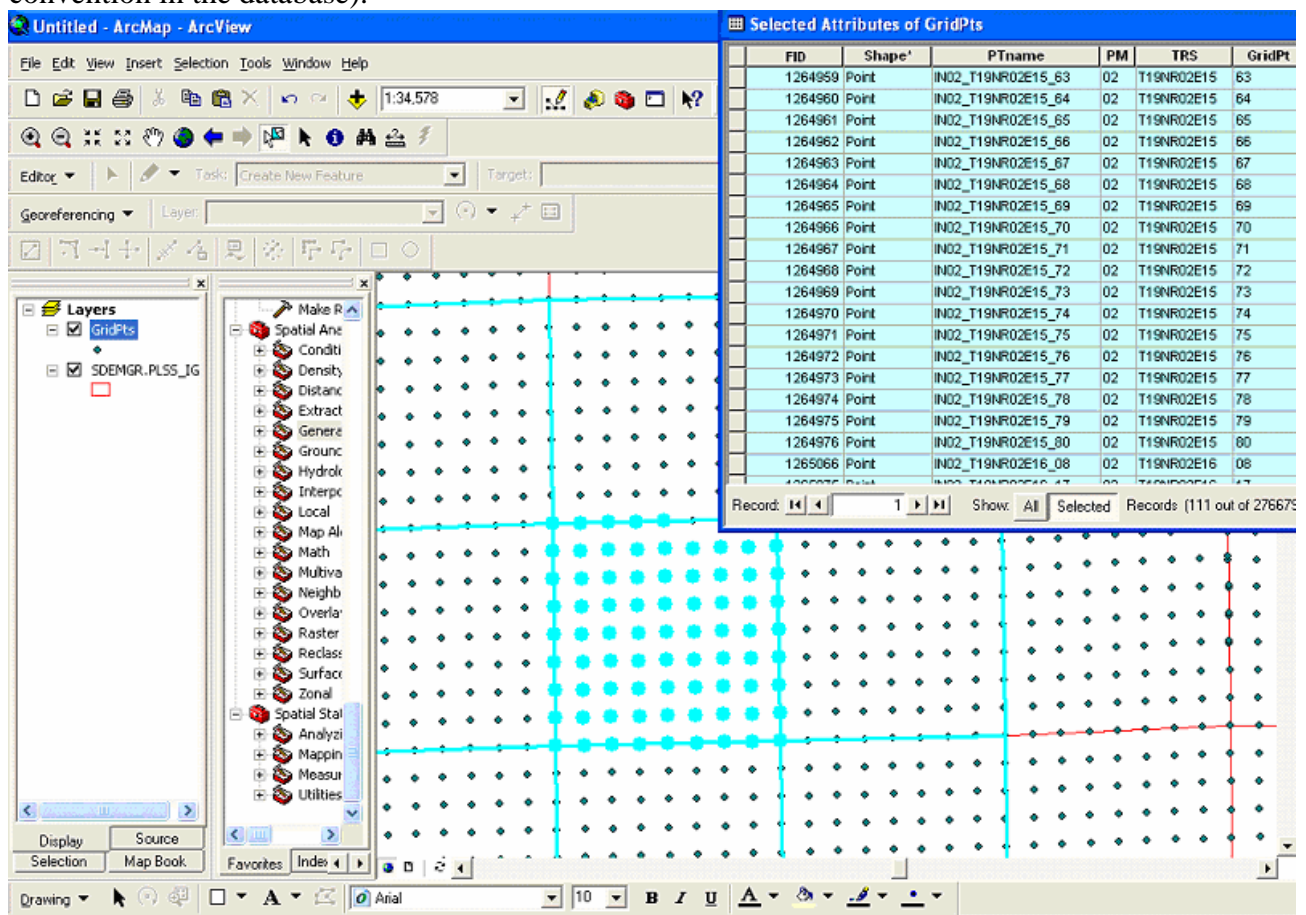 convention in the database).
Untitled - ArcMap - ArcView
File Edit View Insert Selection Tools Window Help
1:34,578
Editor Task: Create New Feature Target:
Georeferencing Layer:
Layers
GridPts
SDEMGR.PLSS_IG
Display Source
Selection Map Book
Make R
Spatial Ana
Conditi
Density
Distanc
Extract
Genera
Grounc
Hydrolc
Interpc
Local
Map Al
Math
Multiva
Neighb
Overla
Raster
Reclass
Surfac
Zonal
Spatial Stat
Analyzi
Mappin
Measur
Utilities
Favorites Index
Selected Attributes of GridPts
FID Shape* PTname PM TRS GridPt
1264959 Point IN02_T19NR02E15_63 02 T19NR02E15 63
1264960 Point IN02_T19NR02E15_64 02 T19NR02E15 64
1264961 Point IN02_T19NR02E15_65 02 T19NR02E15 65
1264962 Point IN02_T19NR02E15_66 02 T19NR02E15 66
1264963 Point IN02_T19NR02E15_67 02 T19NR02E15 67
1264964 Point IN02_T19NR02E15_68 02 T19NR02E15 68
1264965 Point IN02_T19NR02E15_69 02 T19NR02E15 69
1264966 Point IN02_T19NR02E15_70 02 T19NR02E15 70
1264967 Point IN02_T19NR02E15_71 02 T19NR02E15 71
1264968 Point IN02_T19NR02E15_72 02 T19NR02E15 72
1264969 Point IN02_T19NR02E15_73 02 T19NR02E15 73
1264970 Point IN02_T19NR02E15_74 02 T19NR02E15 74
1264971 Point IN02_T19NR02E15_75 02 T19NR02E15 75
1264972 Point IN02_T19NR02E15_76 02 T19NR02E15 76
1264973 Point IN02_T19NR02E15_77 02 T19NR02E15 77
1264974 Point IN02_T19NR02E15_78 02 T19NR02E15 78
1264975 Point IN02_T19NR02E15_79 02 T19NR02E15 79
1264976 Point IN02_T19NR02E15_80 02 T19NR02E15 80
1265066 Point IN02_T19NR02E16_08 02 T19NR02E16 08
Record: 1 Show: All Selected Records (111 out of 276679
Drawing A Arial 10 B I U A